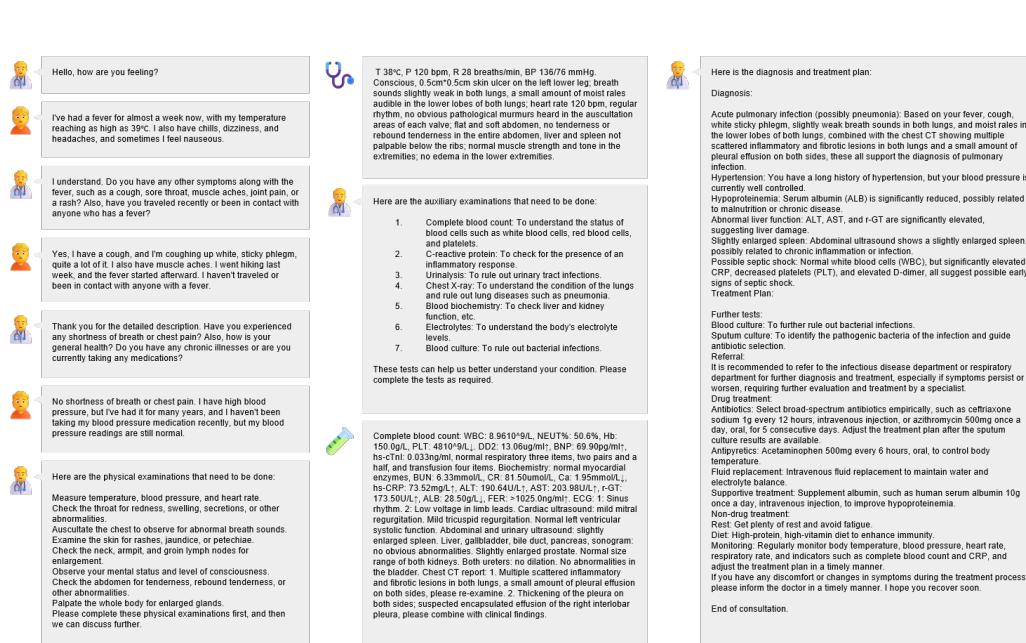 Hello, how are you feeling?
I've had a fever for almost a week now, with my temperature
reaching as high as 39℃. I also have chills, dizziness, and
headaches, and sometimes I feel nauseous.
I understand. Do you have any other symptoms along with the
fever, such as a cough, sore throat, muscle aches, joint pain, or
a rash? Also, have you traveled recently or been in contact with
anyone who has a fever?
Yes, I have a cough, and I'm coughing up white, sticky phlegm,
quite a lot of it. I also have muscle aches. I went hiking last
week, and the fever started afterward. I haven't traveled or
been in contact with anyone with a fever.
Thank you for the detailed description. Have you experienced
any shortness of breath or chest pain? Also, how is your
general health? Do you have any chronic illnesses or are you
currently taking any medications?
No shortness of breath or chest pain. I have high blood
pressure, but I've had it for many years, and I haven't been
taking my blood pressure medication recently, but my blood
pressure readings are still normal.
Here are the physical examinations that need to be done:
Measure temperature, blood pressure, and heart rate.
Check the throat for redness, swelling, secretions, or other
abnormalities.
Auscultate the chest to observe for abnormal breath sounds.
Examine the skin for rashes, jaundice, or petechiae.
Check the neck, armpit, and groin lymph nodes for
enlargement.
Observe your mental status and level of consciousness.
Check the abdomen for tenderness, rebound tenderness, or
other abnormalities.
Palpate the whole body for enlarged glands.
Please complete these physical examinations first, and then
we can discuss further.
T 38℃, P 120 bpm, R 28 breaths/min, BP 136/76 mmHg.
Conscious, 0.5cm*0.5cm skin ulcer on the left lower leg; breath
sounds slightly weak in both lungs, a small amount of moist rales
audible in the lower lobes of both lungs; heart rate 120 bpm, regular
rhythm, no obvious pathological murmurs heard in the auscultation
areas of each valve; flat and soft abdomen, no tenderness or
rebound tenderness in the entire abdomen, liver and spleen not
palpable below the ribs; normal muscle strength and tone in the
extremities; no edema in the lower extremities.
Here are the auxiliary examinations that need to be done:
1. Complete blood count: To understand the status of
blood cells such as white blood cells, red blood cells,
and platelets.
2. C-reactive protein: To check for the presence of an
inflammatory response.
3. Urinalysis: To rule out urinary tract infections.
4. Chest X-ray: To understand the condition of the lungs
and rule out lung diseases such as pneumonia.
5. Blood biochemistry: To check liver and kidney
function, etc.
6. Electrolytes: To understand the body's electrolyte
levels.
7. Blood culture: To rule out bacterial infections.
These tests can help us better understand your condition. Please
complete the tests as required.
Complete blood count: WBC: 8.9610^9/L, NEUT%: 50.6%, Hb:
150.0g/L, PLT: 4810^9/L↓. DD2: 13.06ug/ml↑, BNP: 69.90pg/ml↑,
hs-cTnI: 0.033ng/ml, normal respiratory three items, two pairs and a
half, and transfusion four items. Biochemistry: normal myocardial
enzymes, BUN: 6.33mmol/L, CR: 81.50umol/L, Ca: 1.95mmol/L↓,
hs-CRP: 73.52mg/L↑, ALT: 190.64U/L↑, AST: 203.98U/L↑, r-GT:
173.50U/L↑, ALB: 28.50g/L↓, FER: >1025.0ng/ml↑. ECG: 1: Sinus
rhythm. 2: Low voltage in limb leads. Cardiac ultrasound: mild mitral
regurgitation. Mild tricuspid regurgitation. Normal left ventricular
systolic function. Abdominal and urinary ultrasound: slightly
enlarged spleen. Liver, gallbladder, bile duct, pancreas, sonogram:
no obvious abnormalities. Slightly enlarged prostate. Normal size
range of both kidneys. Both ureters: no dilation. No abnormalities in
the bladder. Chest CT report: 1. Multiple scattered inflammatory
and fibrotic lesions in both lungs, a small amount of pleural effusion
on both sides, please re-examine. 2. Thickening of the pleura on
both sides; suspected encapsulated effusion of the right interlobar
pleura, please combine with clinical findings.
Here is the diagnosis and treatment plan:
Diagnosis:
Acute pulmonary infection (possibly pneumonia): Based on your fever, cough,
white sticky phlegm, slightly weak breath sounds in both lungs, and moist rales in
the lower lobes of both lungs, combined with the chest CT showing multiple
scattered inflammatory and fibrotic lesions in both lungs and a small amount of
pleural effusion on both sides, these all support the diagnosis of pulmonary
infection.
Hypertension: You have a long history of hypertension, but your blood pressure is
currently well controlled.
Hypoproteinemia: Serum albumin (ALB) is significantly reduced, possibly related
to malnutrition or chronic disease.
Abnormal liver function: ALT, AST, and r-GT are significantly elevated,
suggesting liver damage.
Slightly enlarged spleen: Abdominal ultrasound shows a slightly enlarged spleen,
possibly related to chronic inflammation or infection.
Possible septic shock: Normal white blood cells (WBC), but significantly elevated
CRP, decreased platelets (PLT), and elevated D-dimer, all suggest possible early
signs of septic shock.
Treatment Plan:
Further tests:
Blood culture: To further rule out bacterial infections.
Sputum culture: To identify the pathogenic bacteria of the infection and guide
antibiotic selection.
Referral:
It is recommended to refer to the infectious disease department or respiratory
department for further diagnosis and treatment, especially if symptoms persist or
worsen, requiring further evaluation and treatment by a specialist.
Drug treatment:
Antibiotics: Select broad-spectrum antibiotics empirically, such as ceftriaxone
sodium 1g every 12 hours, intravenous injection, or azithromycin 500mg once a
day, oral, for 5 consecutive days. Adjust the treatment plan after the sputum
culture results are available.
Antipyretics: Acetaminophen 500mg every 6 hours, oral, to control body
temperature.
Fluid replacement: Intravenous fluid replacement to maintain water and
electrolyte balance.
Supportive treatment: Supplement albumin, such as human serum albumin 10g
once a day, intravenous injection, to improve hypoproteinemia.
Non-drug treatment:
Rest: Get plenty of rest and avoid fatigue.
Diet: High-protein, high-vitamin diet to enhance immunity.
Monitoring: Regularly monitor body temperature, blood pressure, heart rate,
respiratory rate, and indicators such as complete blood count and CRP, and
adjust the treatment plan in a timely manner.
If you have any discomfort or changes in symptoms during the treatment process,
please inform the doctor in a timely manner. I hope you recover soon.
End of consultation.